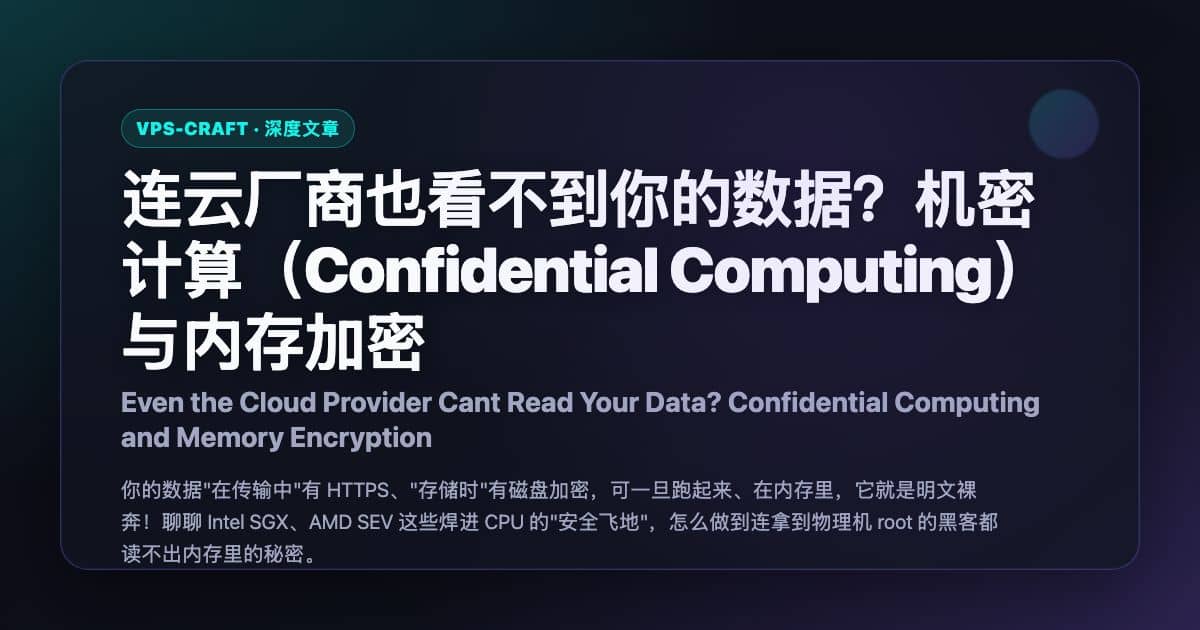 VPS-CRAFT · 深度文章
连云厂商也看不到你的数据？机密
计算（Confidential Computing）
与内存加密
Even the Cloud Provider Cant Read Your Data? Confidential Computing
and Memory Encryption
你的数据"在传输中"有 HTTPS、"存储时"有磁盘加密，可一旦跑起来、在内存里，它就是明文裸
奔！聊聊 Intel SGX、AMD SEV 这些焊进 CPU 的"安全飞地"，怎么做到连拿到物理机 root 的黑客都
读不出内存里的秘密。